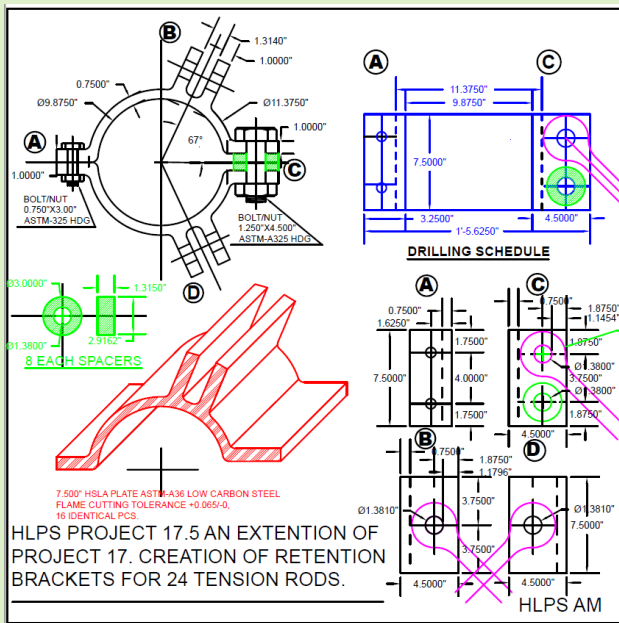 B
1.3140"
1.0000"
0.7500"
Ø9.8750"
Ø11.3750"
67°
1.0000"
A
C
1.0000"
BOLT/NUT
0.750"X3.00"
ASTM-325 HDG
BOLT/NUT
1.250"X4.500"
ASTM-A325 HDG
D
Ø3.0000"
1.3150"
Ø1.3800"
2.9162"
8 EACH SPACERS
A
C
11.3750"
9.8750"
7.5000"
3.2500"
4.5000"
1'-5.6250"
DRILLING SCHEDULE
A
C
0.7500"
1.6250"
0.7500"
1.8750"
1.1454"
1.7500"
7.5000"
4.0000"
1.7500"
1.8750"
Ø1.3800"
3.7500"
Ø1.3800"
1.8750"
4.5000"
B
0.7500"
1.8750"
1.1796"
D
Ø1.3810"
3.7500"
3.7500"
Ø1.3810"
7.5000"
4.5000"
4.5000"
7.500" HSLA PLATE ASTM-A36 LOW CARBON STEEL
FLAME CUTTING TOLERANCE +0.065/-0,
16 IDENTICAL PCS.
HLPS PROJECT 17.5 AN EXTENTION OF
PROJECT 17. CREATION OF RETENTION
BRACKETS FOR 24 TENSION RODS.
HLPS AM